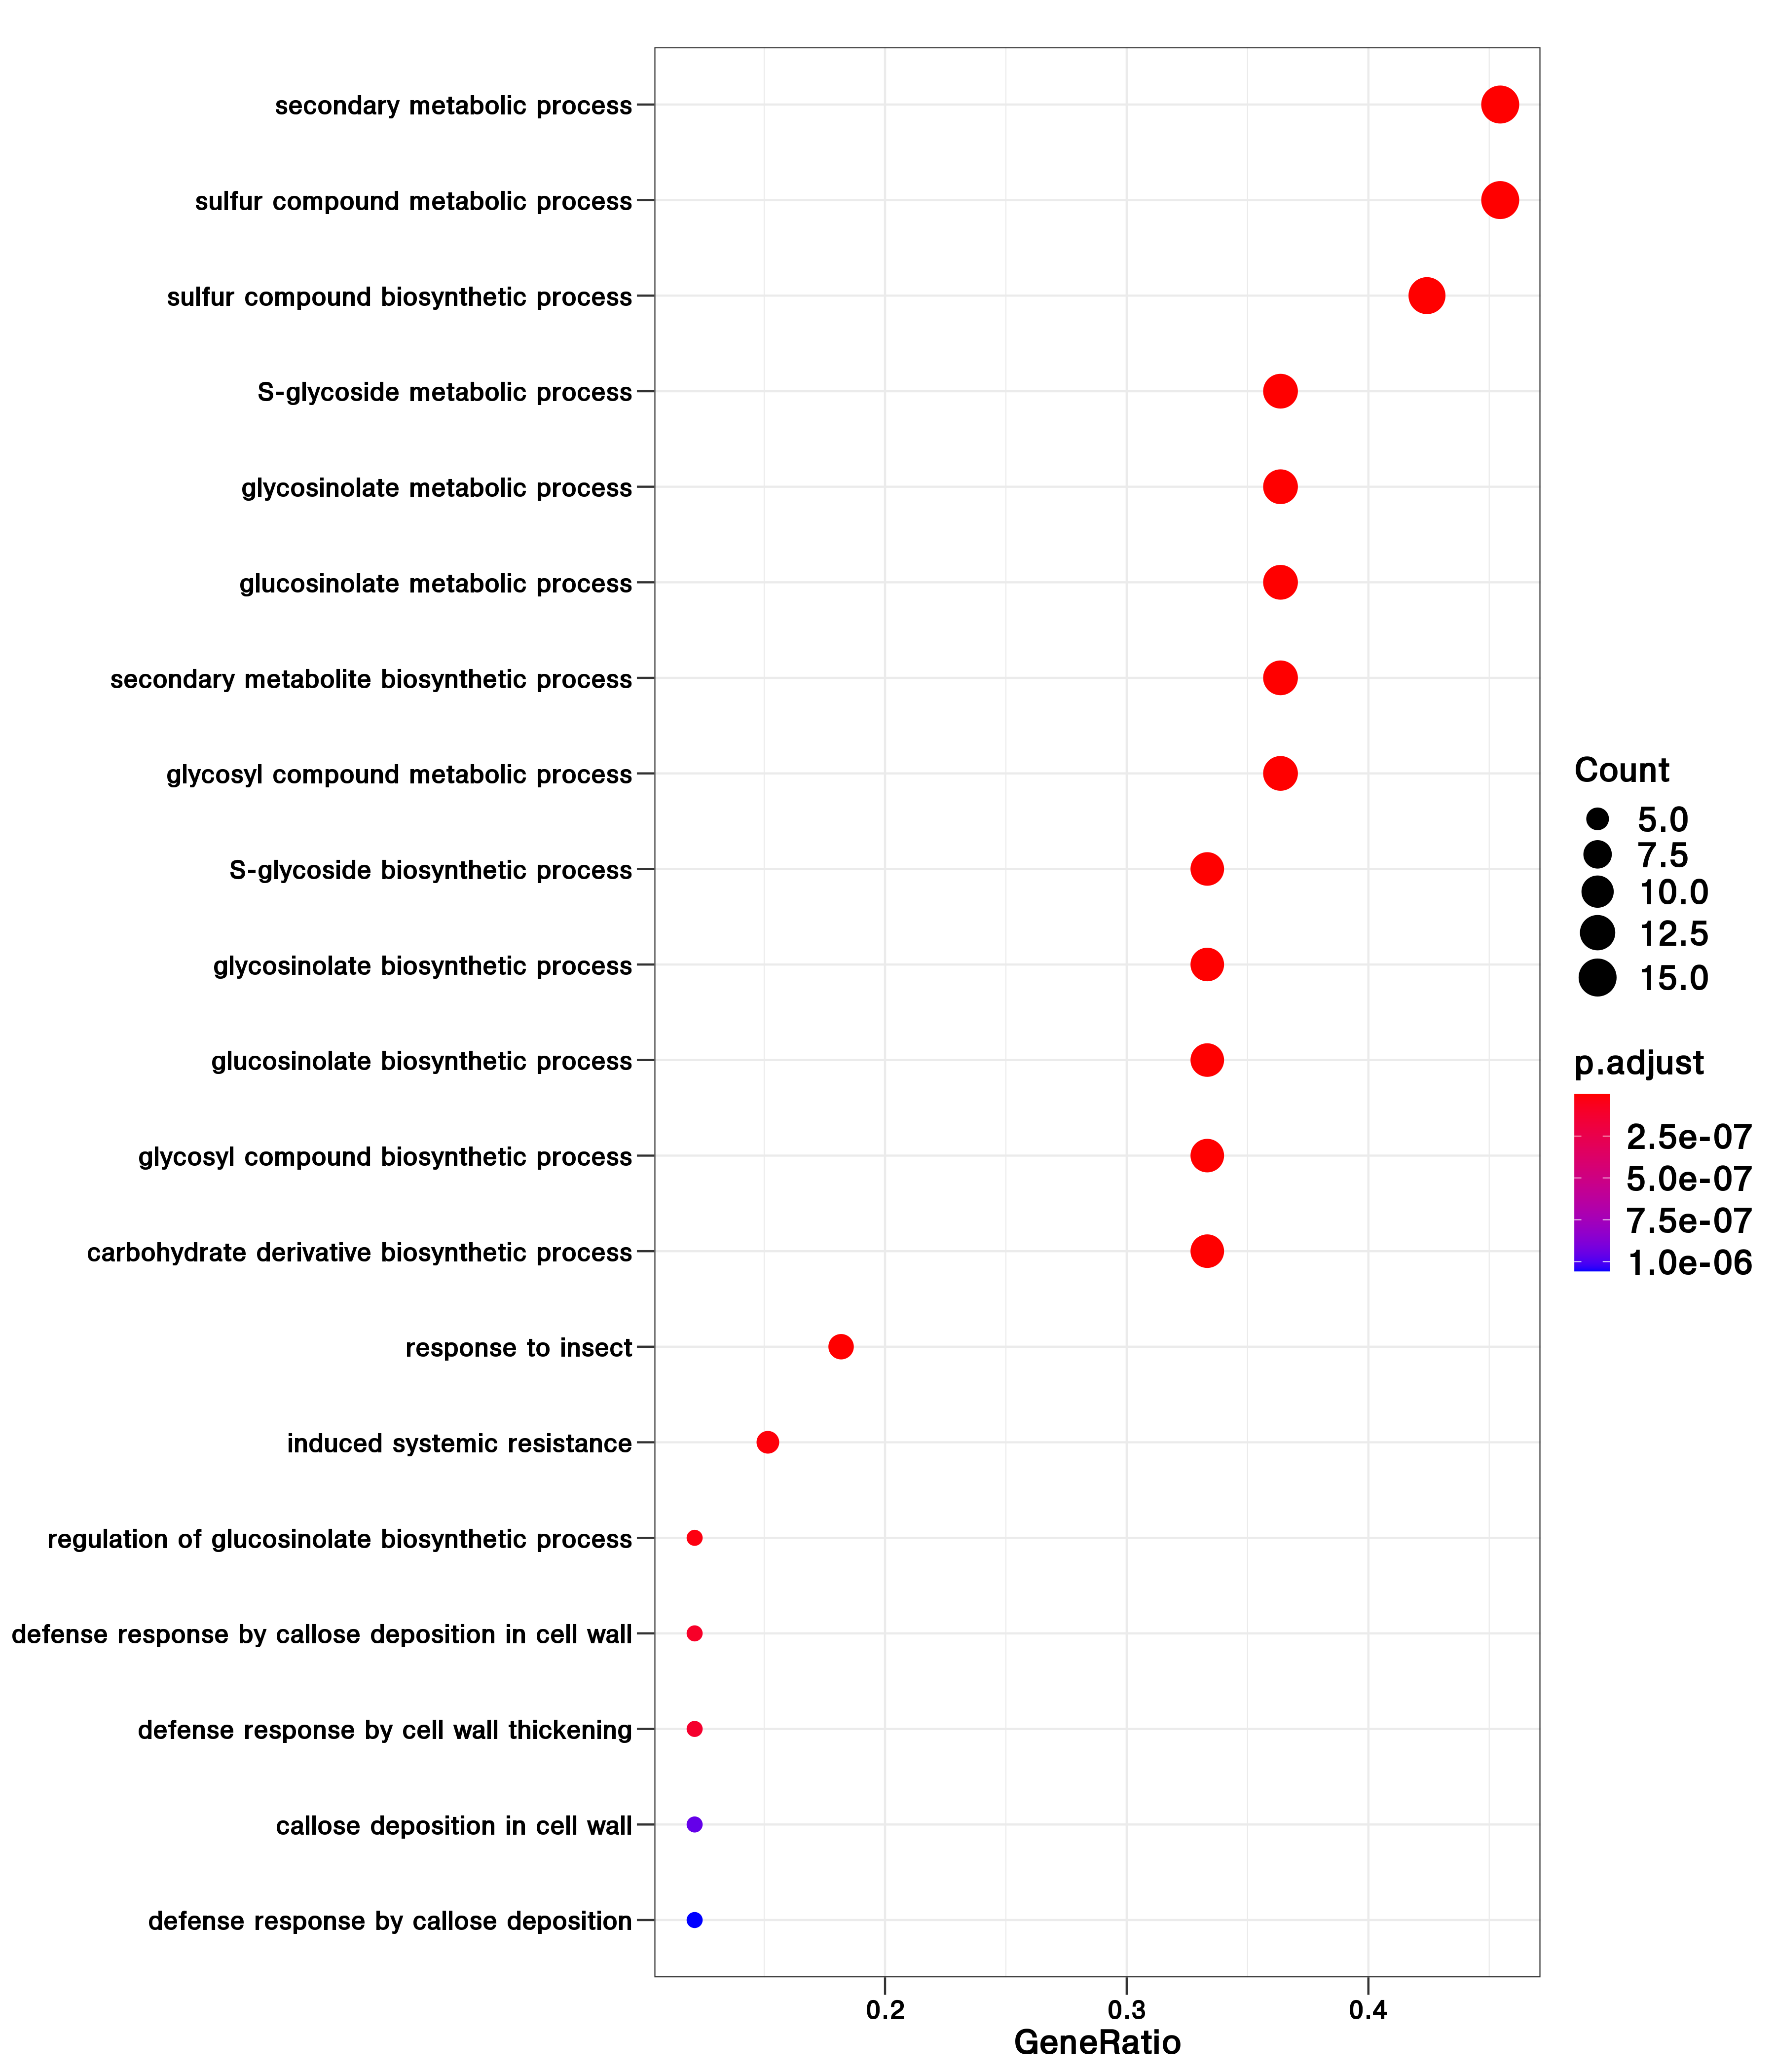 secondary metabolic process
sulfur compound metabolic process
sulfur compound biosynthetic process
S-glycoside metabolic process
glycosinolate metabolic process
glucosinolate metabolic process
secondary metabolite biosynthetic process
glycosyl compound metabolic process
S-glycoside biosynthetic process
glycosinolate biosynthetic process
glucosinolate biosynthetic process
glycosyl compound biosynthetic process
carbohydrate derivative biosynthetic process
response to insect
induced systemic resistance
regulation of glucosinolate biosynthetic process
defense response by callose deposition in cell wall
defense response by cell wall thickening
callose deposition in cell wall
defense response by callose deposition
0.2 0.3 0.4
GeneRatio
Count
5.0
7.5
10.0
12.5
15.0
p.adjust
2.5e-07
5.0e-07
7.5e-07
1.0e-06